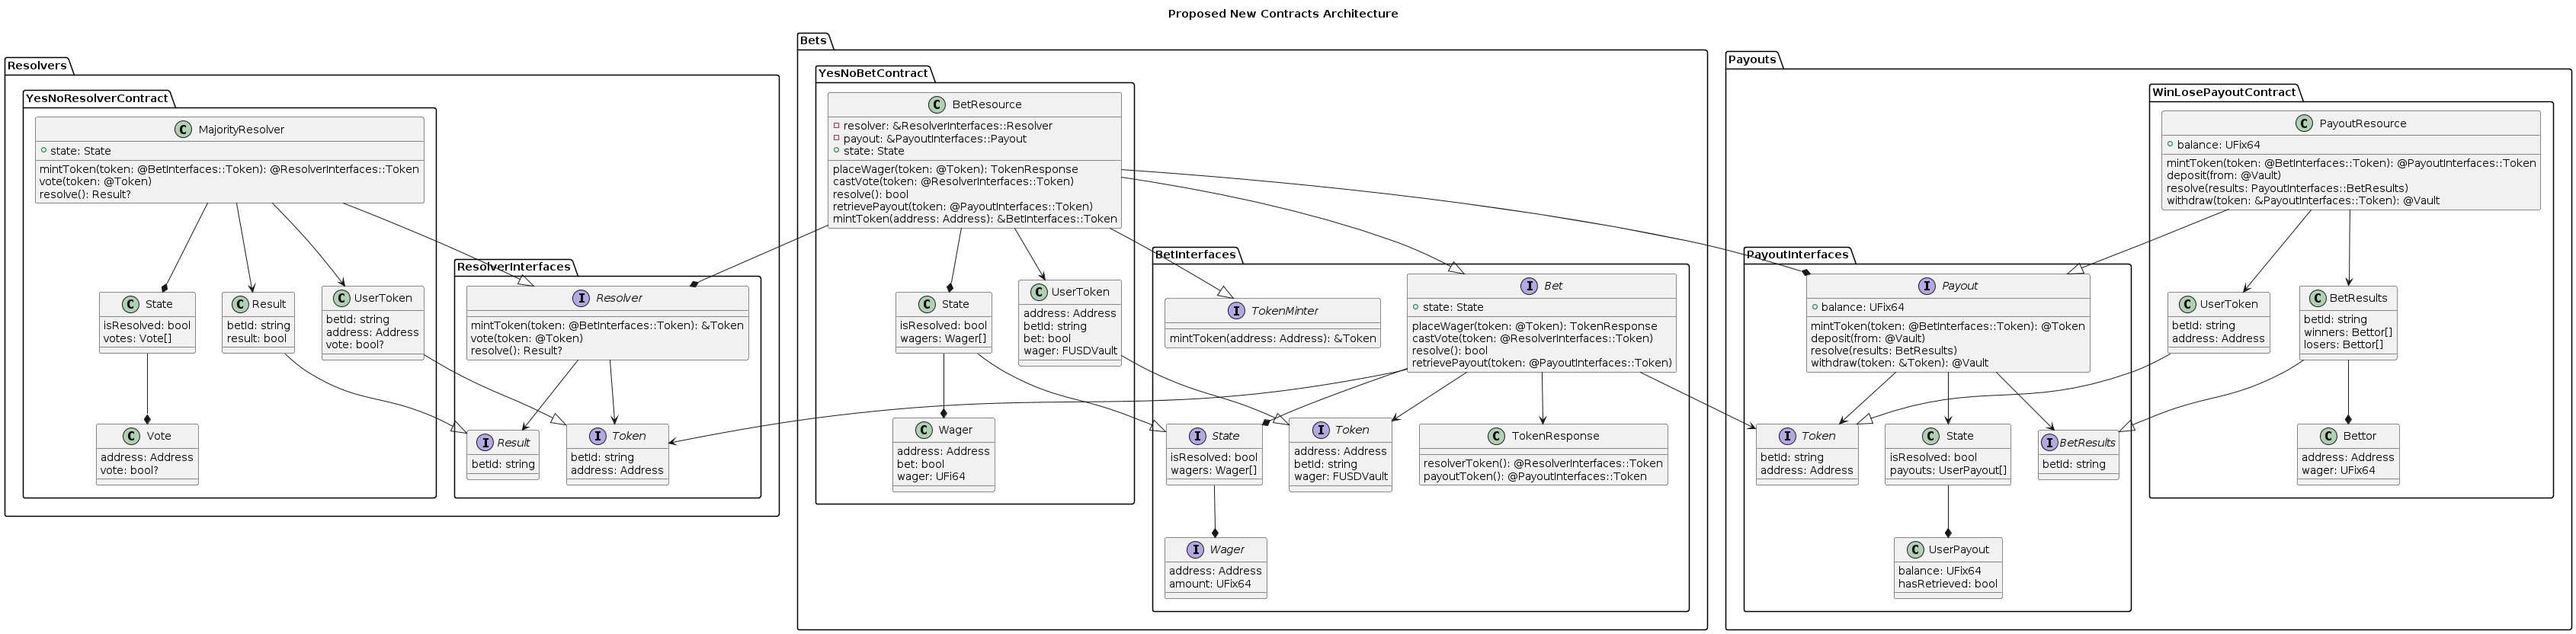 Proposed New Contracts Architecture
Resolvers
YesNoResolverContract
C MajorityResolver
state: State
mintToken(token: @BetInterfaces::Token): @ResolverInterfaces::Token
vote(token: @Token)
resolve(): Result?
C State
isResolved: bool
votes: Vote[]
C Result
betId: string
result: bool
C UserToken
betId: string
address: Address
vote: bool?
C Vote
address: Address
vote: bool?
ResolverInterfaces
I Resolver
mintToken(token: @BetInterfaces::Token): &Token
vote(token: @Token)
resolve(): Result?
I Result
betId: string
I Token
betId: string
address: Address
Bets
YesNoBetContract
C BetResource
resolver: &ResolverInterfaces::Resolver
payout: &PayoutInterfaces::Payout
state: State
placeWager(token: @Token): TokenResponse
castVote(token: @ResolverInterfaces::Token)
resolve(): bool
retrievePayout(token: @PayoutInterfaces::Token)
mintToken(address: Address): &BetInterfaces::Token
C State
isResolved: bool
wagers: Wager[]
C UserToken
address: Address
betId: string
bet: bool
wager: FUSDVault
C Wager
address: Address
bet: bool
wager: UFi64
BetInterfaces
I TokenMinter
mintToken(address: Address): &Token
I Bet
state: State
placeWager(token: @Token): TokenResponse
castVote(token: @ResolverInterfaces::Token)
resolve(): bool
retrievePayout(token: @PayoutInterfaces::Token)
I State
isResolved: bool
wagers: Wager[]
I Token
address: Address
betId: string
wager: FUSDVault
C TokenResponse
resolverToken(): @ResolverInterfaces::Token
payoutToken(): @PayoutInterfaces::Token
I Wager
address: Address
amount: UFix64
Payouts
WinLosePayoutContract
C PayoutResource
balance: UFix64
mintToken(token: @BetInterfaces::Token): @PayoutInterfaces::Token
deposit(from: @Vault)
resolve(results: PayoutInterfaces::BetResults)
withdraw(token: &PayoutInterfaces::Token): @Vault
C UserToken
betId: string
address: Address
C BetResults
betId: string
winners: Bettor[]
losers: Bettor[]
C Bettor
address: Address
wager: UFix64
PayoutInterfaces
I Payout
balance: UFix64
mintToken(token: @BetInterfaces::Token): @Token
deposit(from: @Vault)
resolve(results: BetResults)
withdraw(token: &Token): @Vault
I Token
betId: string
address: Address
C State
isResolved: bool
payouts: UserPayout[]
I BetResults
betId: string
C UserPayout
balance: UFix64
hasRetrieved: bool